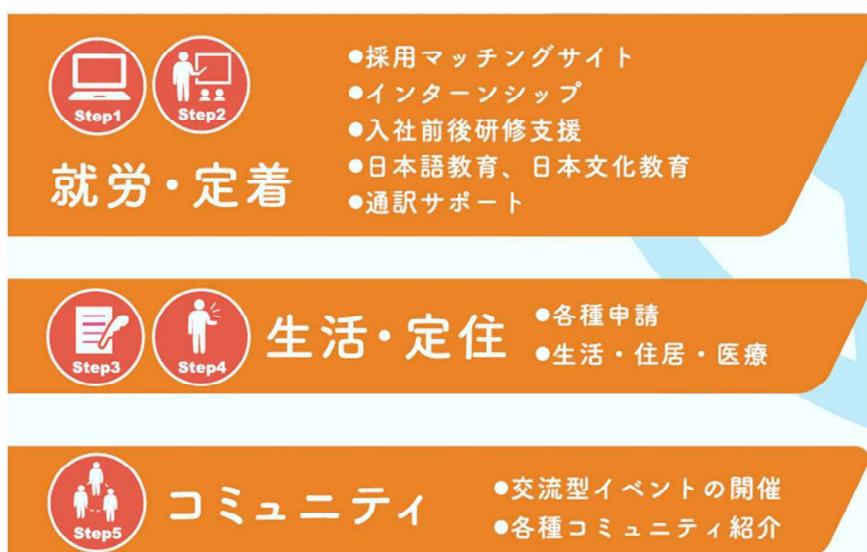 Step1
Step2
就労・定着
●採用マッチングサイト
●インターンシップ
●入社前後研修支援
●日本語教育、日本文化教育
●通訳サポート
Step3
Step4
生活・定住
●各種申請
●生活・住居・医療
Step5
コミュニティ
●交流型イベントの開催
●各種コミュニティ紹介